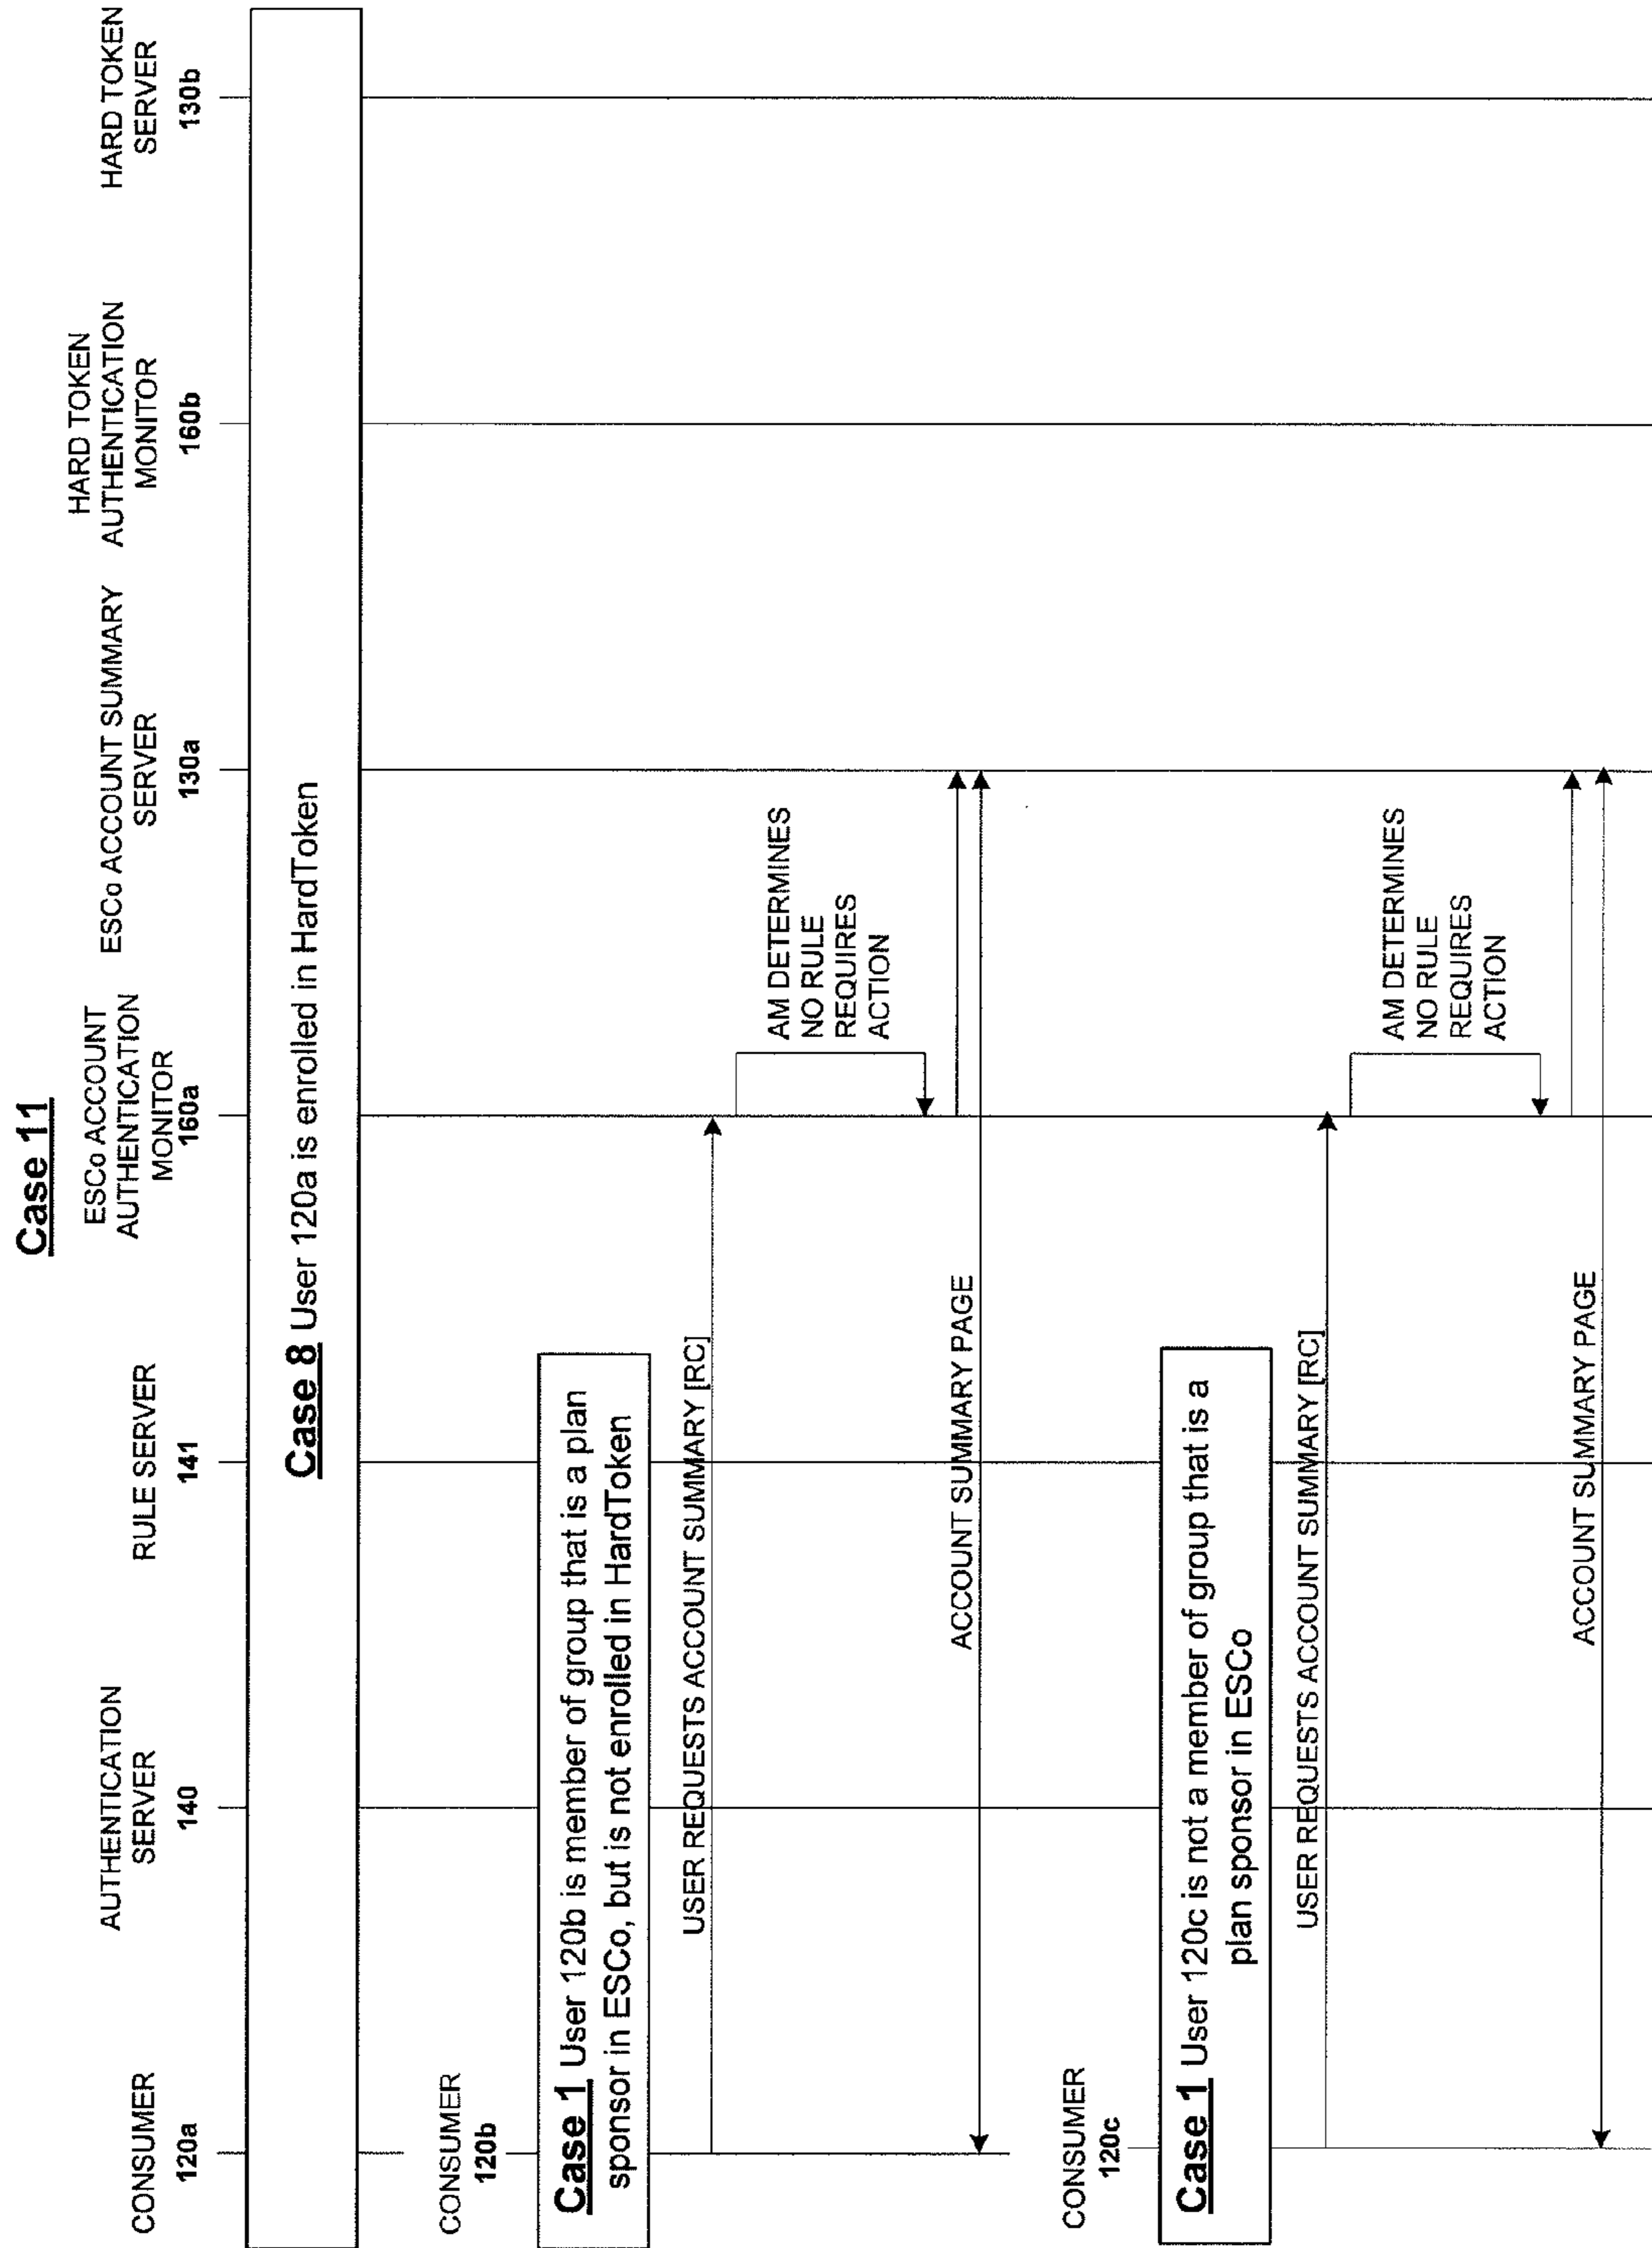 Case 11
CONSUMER
120a
AUTHENTICATION
SERVER
140
RULE SERVER
141
ESCo ACCOUNT
AUTHENTICATION
MONITOR
160a
ESCo ACCOUNT SUMMARY
SERVER
130a
HARD TOKEN
AUTHENTICATION
MONITOR
160b
HARD TOKEN
SERVER
130b
Case 8 User 120a is enrolled in HardToken
CONSUMER
120b
Case 1 User 120b is member of group that is a plan
sponsor in ESCo, but is not enrolled in HardToken
USER REQUESTS ACCOUNT SUMMARY [RC]
AM DETERMINES
NO RULE
REQUIRES
ACTION
ACCOUNT SUMMARY PAGE
CONSUMER
120c
Case 1 User 120c is not a member of group that is a
plan sponsor in ESCo
USER REQUESTS ACCOUNT SUMMARY [RC]
AM DETERMINES
NO RULE
REQUIRES
ACTION
ACCOUNT SUMMARY PAGE